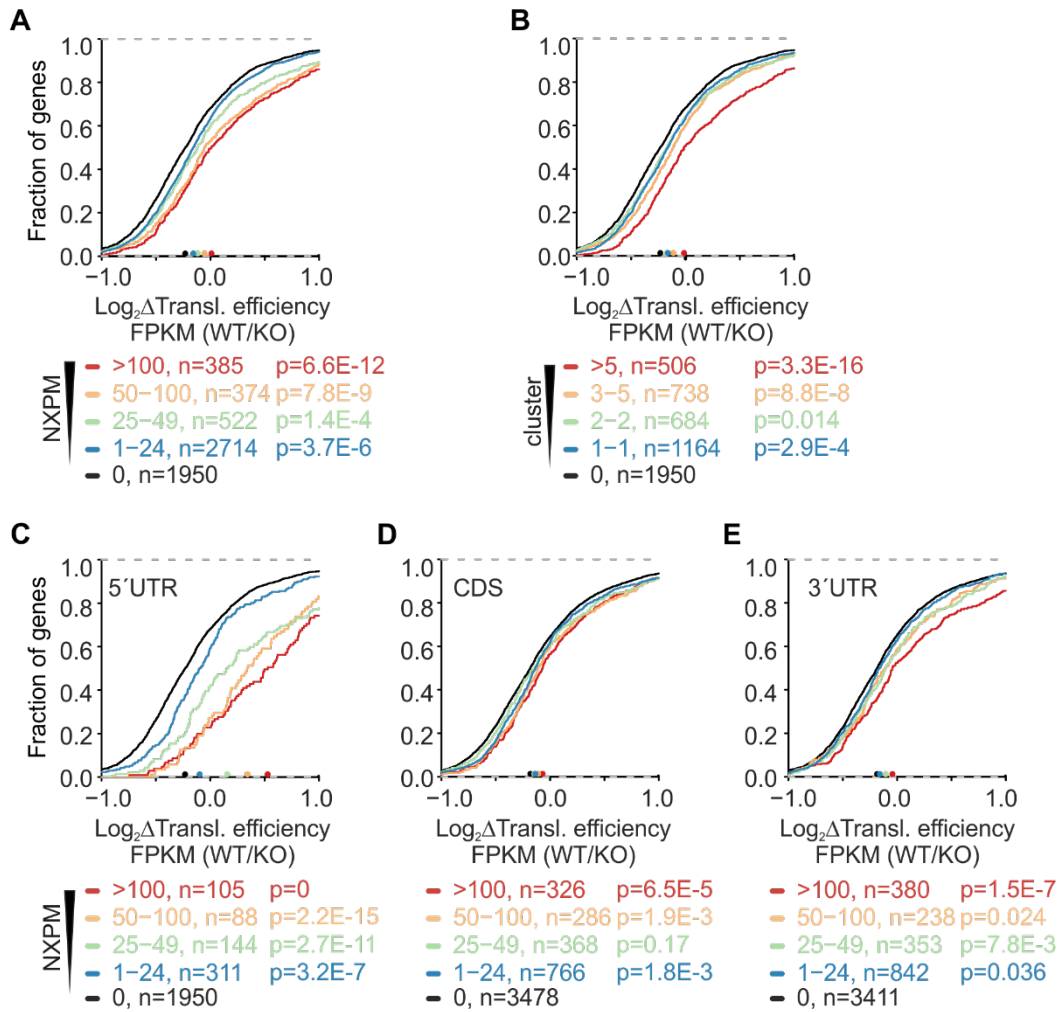 A
Fraction of genes
1.0
0.8
0.6
0.4
0.2
0.0
−1.0 0.0 1.0
Log₂ΔTransl. efficiency
FPKM (WT/KO)
NXPM
>100, n=385 p=6.6E-12
50−100, n=374 p=7.8E-9
25−49, n=522 p=1.4E-4
1−24, n=2714 p=3.7E-6
0, n=1950
B
1.0
0.8
0.6
0.4
0.2
0.0
−1.0 0.0 1.0
Log₂ΔTransl. efficiency
FPKM (WT/KO)
cluster
>5, n=506 p=3.3E-16
3−5, n=738 p=8.8E-8
2−2, n=684 p=0.014
1−1, n=1164 p=2.9E-4
0, n=1950
C
5´UTR
Fraction of genes
1.0
0.8
0.6
0.4
0.2
0.0
−1.0 0.0 1.0
Log₂ΔTransl. efficiency
FPKM (WT/KO)
NXPM
>100, n=105 p=0
50−100, n=88 p=2.2E-15
25−49, n=144 p=2.7E-11
1−24, n=311 p=3.2E-7
0, n=1950
D
CDS
1.0
0.8
0.6
0.4
0.2
0.0
−1.0 0.0 1.0
Log₂ΔTransl. efficiency
FPKM (WT/KO)
>100, n=326 p=6.5E-5
50−100, n=286 p=1.9E-3
25−49, n=368 p=0.17
1−24, n=766 p=1.8E-3
0, n=3478
E
3´UTR
1.0
0.8
0.6
0.4
0.2
0.0
−1.0 0.0 1.0
Log₂ΔTransl. efficiency
FPKM (WT/KO)
>100, n=380 p=1.5E-7
50−100, n=238 p=0.024
25−49, n=353 p=7.8E-3
1−24, n=842 p=0.036
0, n=3411